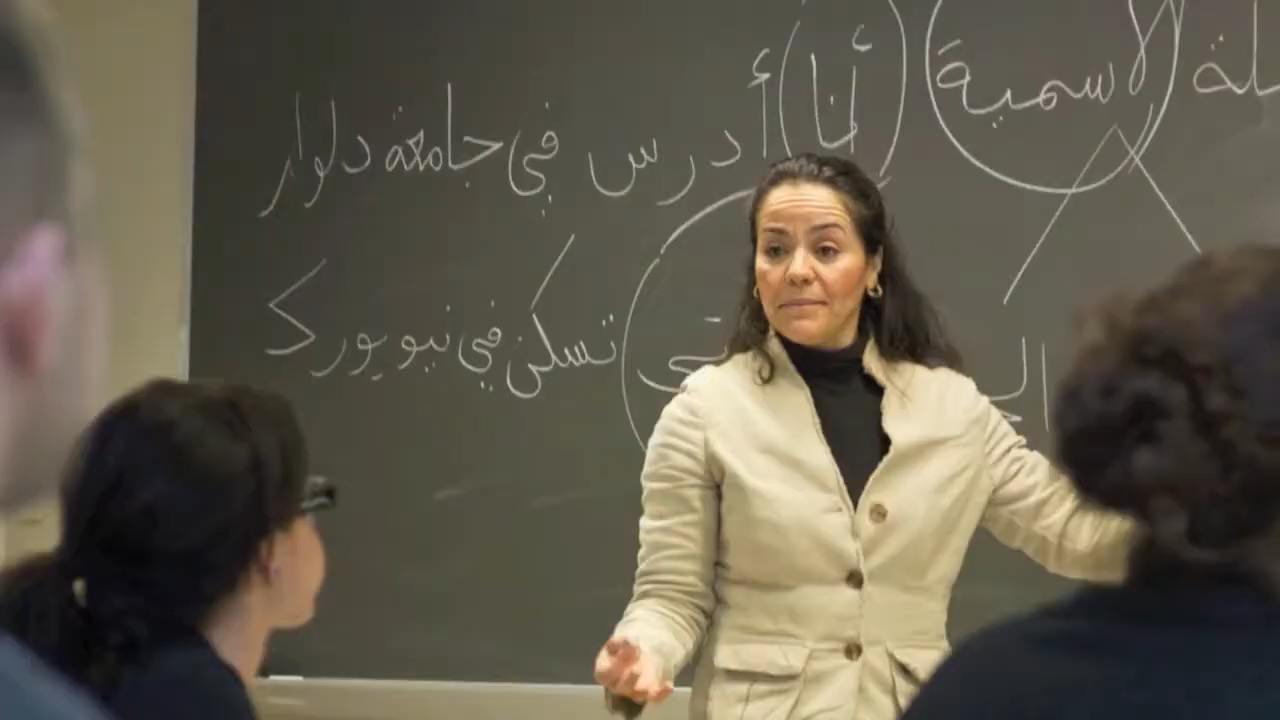 الاسمية
أنا أدرس في جامعة دلوار
تسكن في نيويورك